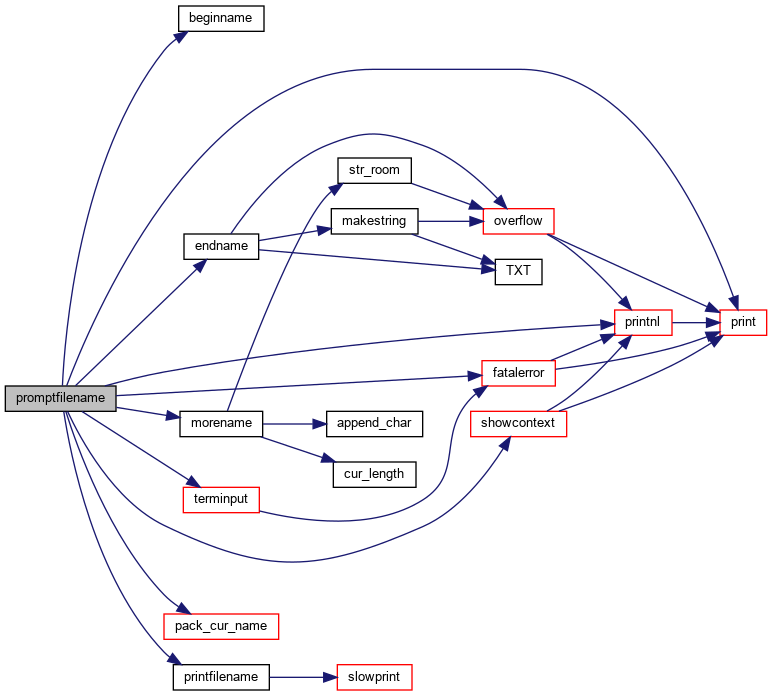 beginname
str_room
makestring
overflow
endname
TXT
printnl
print
fatalerror
promptfilename
morename
append_char
showcontext
cur_length
terminput
pack_cur_name
printfilename
slowprint